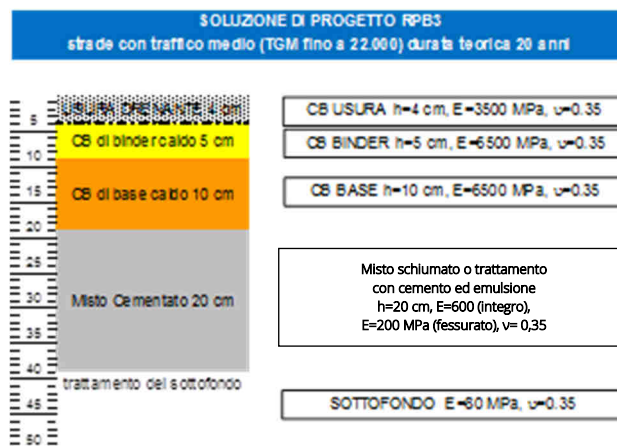 SOLUZIONE DI PROGETTO RPB3
strade con traffico medio (TGM fino a 22.000) durata teorica 20 anni
5
10
15
20
25
30
35
40
45
50
USURA DRENANTE 4 cm
CB di binder caldo 5 cm
CB di base caldo 10 cm
Misto Cementato 20 cm
trattamento del sottofondo
CB USURA h=4 cm, E=3500 MPa, υ=0.35
CB BINDER h=5 cm, E=6500 MPa, υ=0.35
CB BASE h=10 cm, E=6500 MPa, υ=0.35
Misto schiumato o trattamento
con cemento ed emulsione
h=20 cm, E=600 (integro),
E=200 MPa (fessurato), ν= 0,35
SOTTOFONDO E=80 MPa, υ=0.35